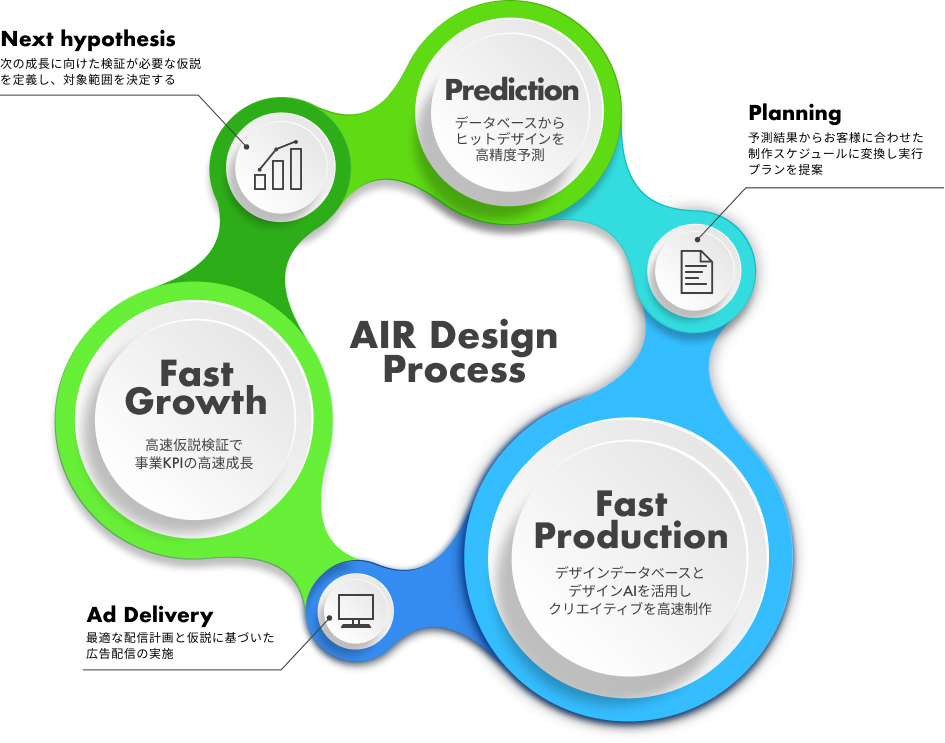 Next hypothesis
次の成長に向けた検証が必要な仮説
を定義し、対象範囲を決定する
Prediction
データベースから
ヒットデザインを
高精度予測
Planning
予測結果からお客様に合わせた
制作スケジュールに変換し実行
プランを提案
AIR Design
Process
Fast
Growth
高速仮説検証で
事業KPIの高速成長
Fast
Production
デザインデータベースと
デザインAIを活用し
クリエイティブを高速制作
Ad Delivery
最適な配信計画と仮説に基づいた
広告配信の実施